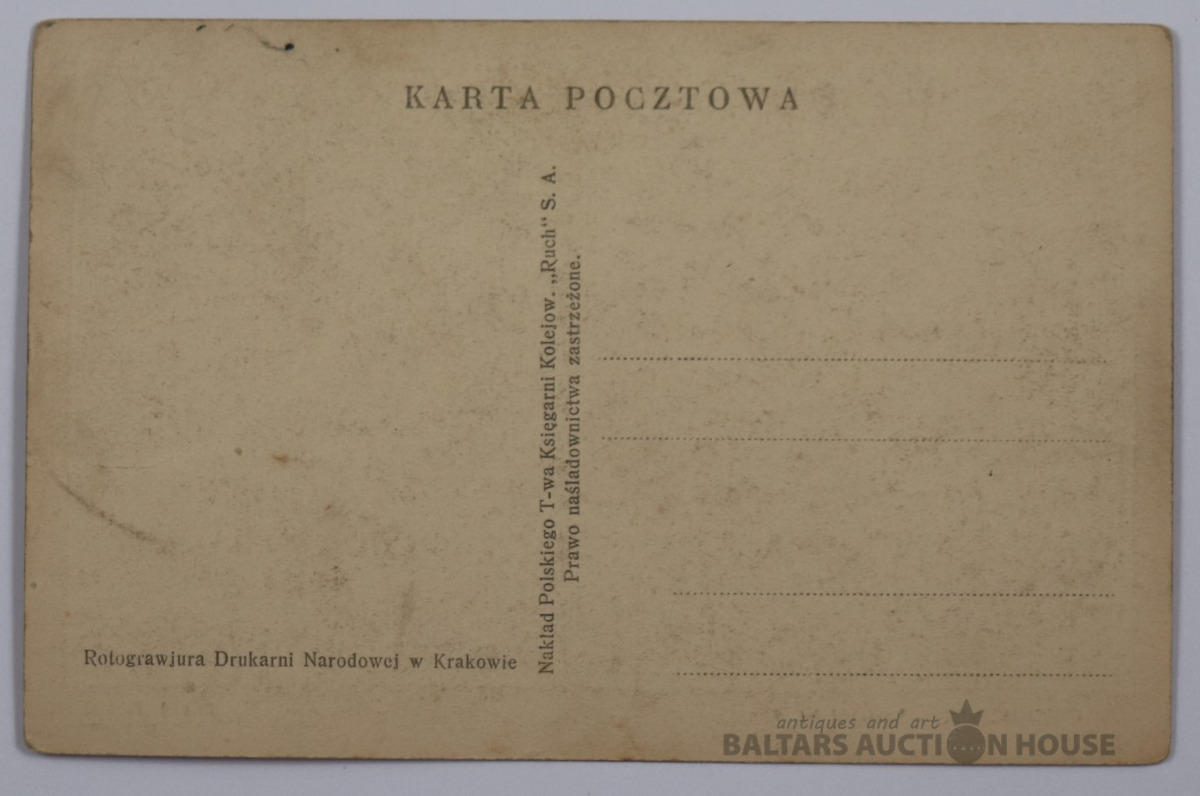 KARTA POCZTOWA
Nakład Polskiego T-wa Księgarni Kolejow. „Ruch" S. A.
Prawo naśladownictwa zastrzeżone.
Rotograwjura Drukarni Narodowej w Krakowie
antiques and art
BALTARS AUCTION HOUSE